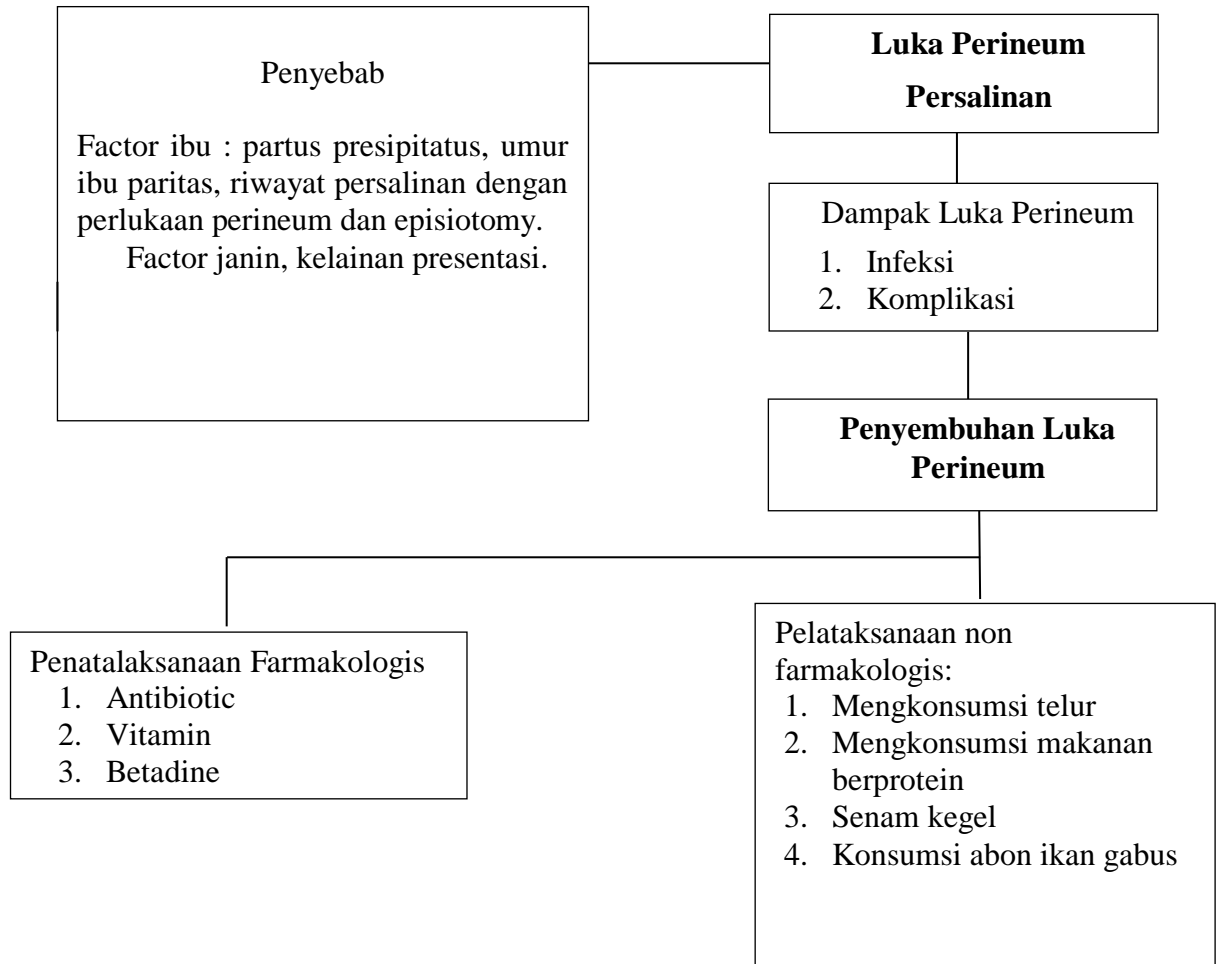 Penyebab
Factor ibu : partus presipitatus, umur
ibu paritas, riwayat persalinan dengan
perlukaan perineum dan episiotomy.
Factor janin, kelainan presentasi.
Luka Perineum
Persalinan
Dampak Luka Perineum
1. Infeksi
2. Komplikasi
Penyembuhan Luka
Perineum
Penatalaksanaan Farmakologis
1. Antibiotic
2. Vitamin
3. Betadine
Pelataksanaan non
farmakologis:
1. Mengkonsumsi telur
2. Mengkonsumsi makanan
berprotein
3. Senam kegel
4. Konsumsi abon ikan gabus